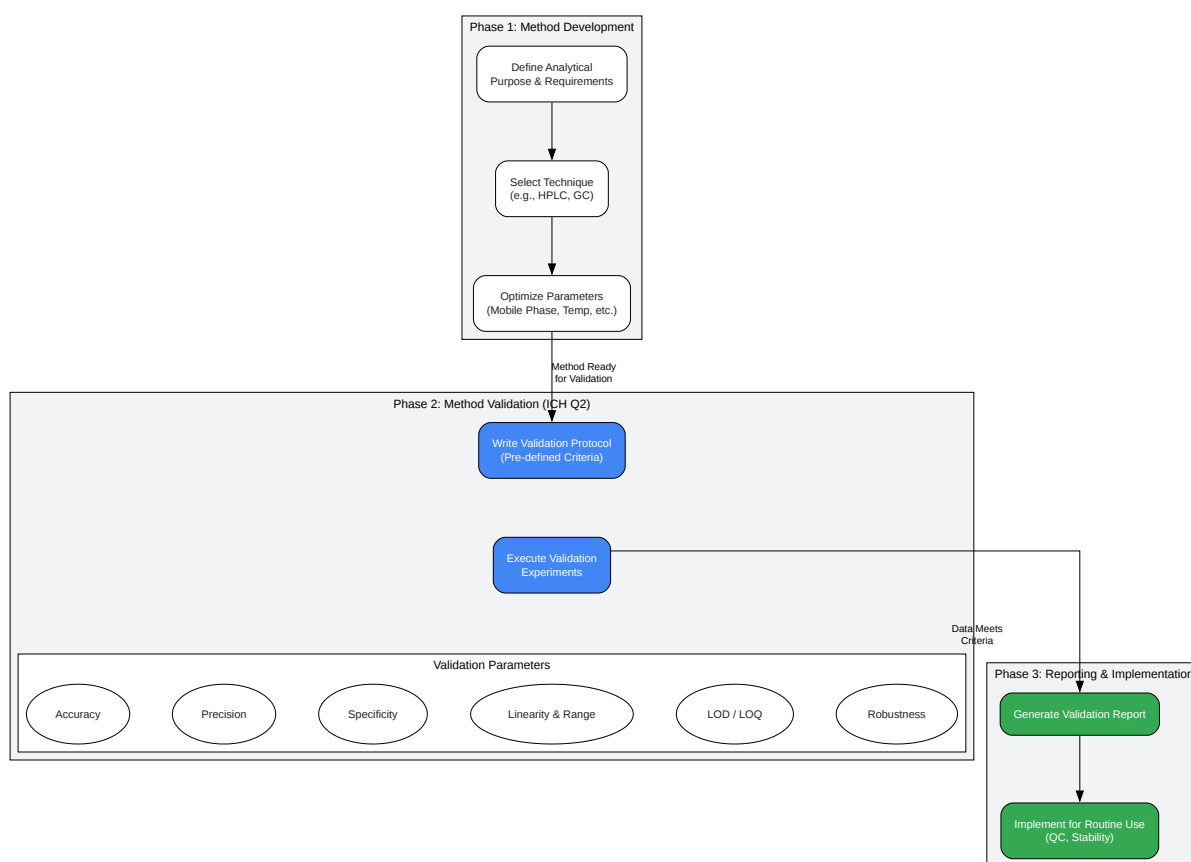 Phase 1: Method Development
Define Analytical
Purpose & Requirements
Select Technique
(e.g., HPLC, GC)
Optimize Parameters
(Mobile Phase, Temp, etc.)
Method Ready
for Validation
Phase 2: Method Validation (ICH Q2)
Write Validation Protocol
(Pre-defined Criteria)
Execute Validation
Experiments
Data Meets
Criteria
Validation Parameters
Accuracy
Precision
Specificity
Linearity & Range
LOD / LOQ
Robustness
Phase 3: Reporting & Implementation
Generate Validation Report
Implement for Routine Use
(QC, Stability)